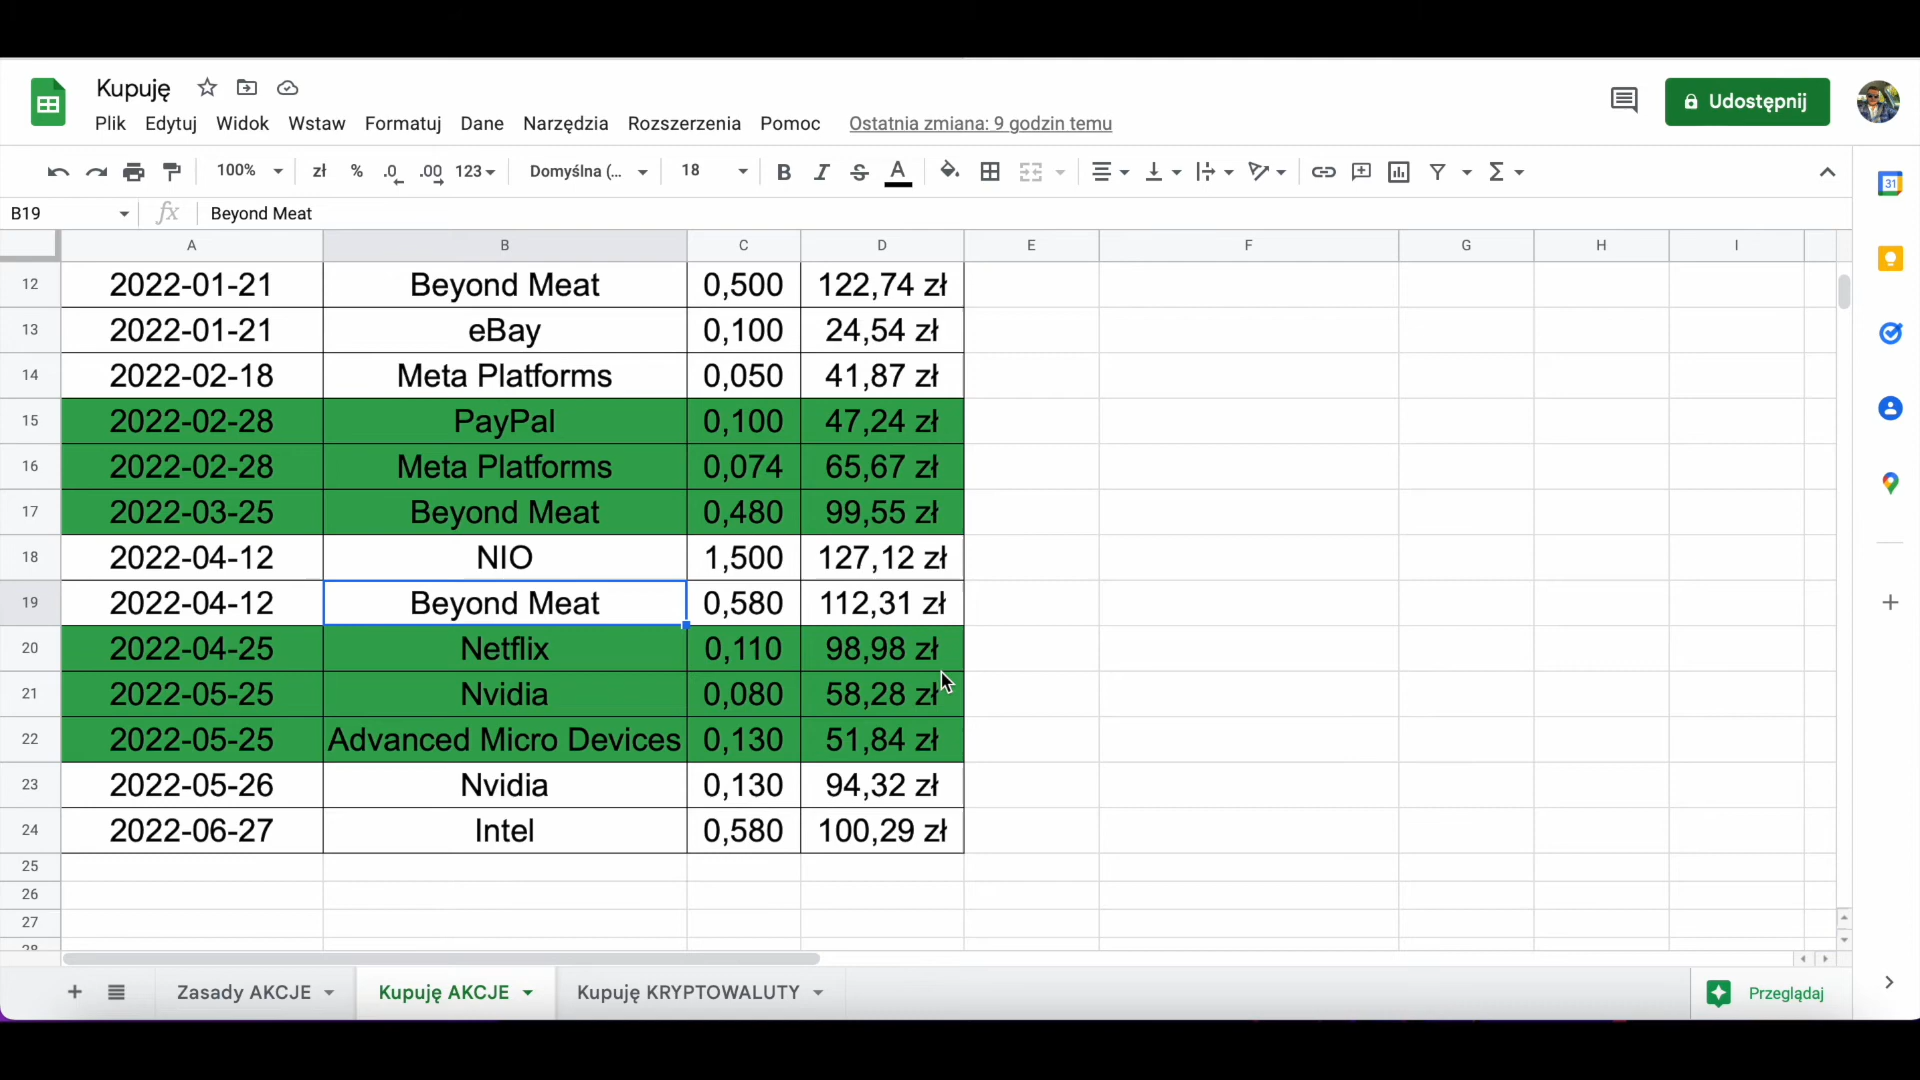 Kupuję
Plik Edytuj Widok Wstaw Formatuj Dane Narzędzia Rozszerzenia Pomoc Ostatnia zmiana: 9 godzin temu
Udostępnij
100% zł % .0 .00 123 Domyślna (... 18 B I S A Σ
31
B19 fx Beyond Meat
A B C D E F G H I
12 2022-01-21 Beyond Meat 0,500 122,74 zł
13 2022-01-21 eBay 0,100 24,54 zł
14 2022-02-18 Meta Platforms 0,050 41,87 zł
15 2022-02-28 PayPal 0,100 47,24 zł
16 2022-02-28 Meta Platforms 0,074 65,67 zł
17 2022-03-25 Beyond Meat 0,480 99,55 zł
18 2022-04-12 NIO 1,500 127,12 zł
19 2022-04-12 Beyond Meat 0,580 112,31 zł
20 2022-04-25 Netflix 0,110 98,98 zł
21 2022-05-25 Nvidia 0,080 58,28 zł
22 2022-05-25 Advanced Micro Devices 0,130 51,84 zł
23 2022-05-26 Nvidia 0,130 94,32 zł
24 2022-06-27 Intel 0,580 100,29 zł
25
26
27
28
Zasady AKCJE Kupuję AKCJE Kupuję KRYPTOWALUTY Przeglądaj